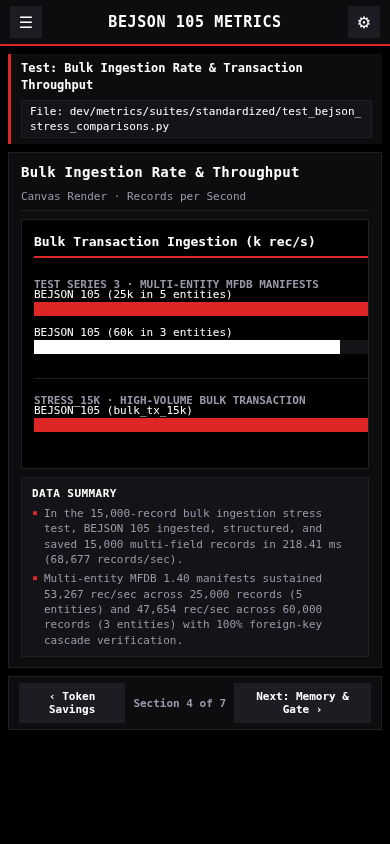 ☰
BEJSON 105 METRICS
⚙
Test: Bulk Ingestion Rate & Transaction
Throughput
File: dev/metrics/suites/standardized/test_bejson_
stress_comparisons.py
Bulk Ingestion Rate & Throughput
Canvas Render · Records per Second
Bulk Transaction Ingestion (k rec/s)
TEST SERIES 3 · MULTI-ENTITY MFDB MANIFESTS
BEJSON 105 (25k in 5 entities)
BEJSON 105 (60k in 3 entities)
STRESS 15K · HIGH-VOLUME BULK TRANSACTION
BEJSON 105 (bulk_tx_15k)
DATA SUMMARY
▪ In the 15,000-record bulk ingestion stress
test, BEJSON 105 ingested, structured, and
saved 15,000 multi-field records in 218.41 ms
(68,677 records/sec).
▪ Multi-entity MFDB 1.40 manifests sustained
53,267 rec/sec across 25,000 records (5
entities) and 47,654 rec/sec across 60,000
records (3 entities) with 100% foreign-key
cascade verification.
‹ Token
Savings
Section 4 of 7
Next: Memory &
Gate ›